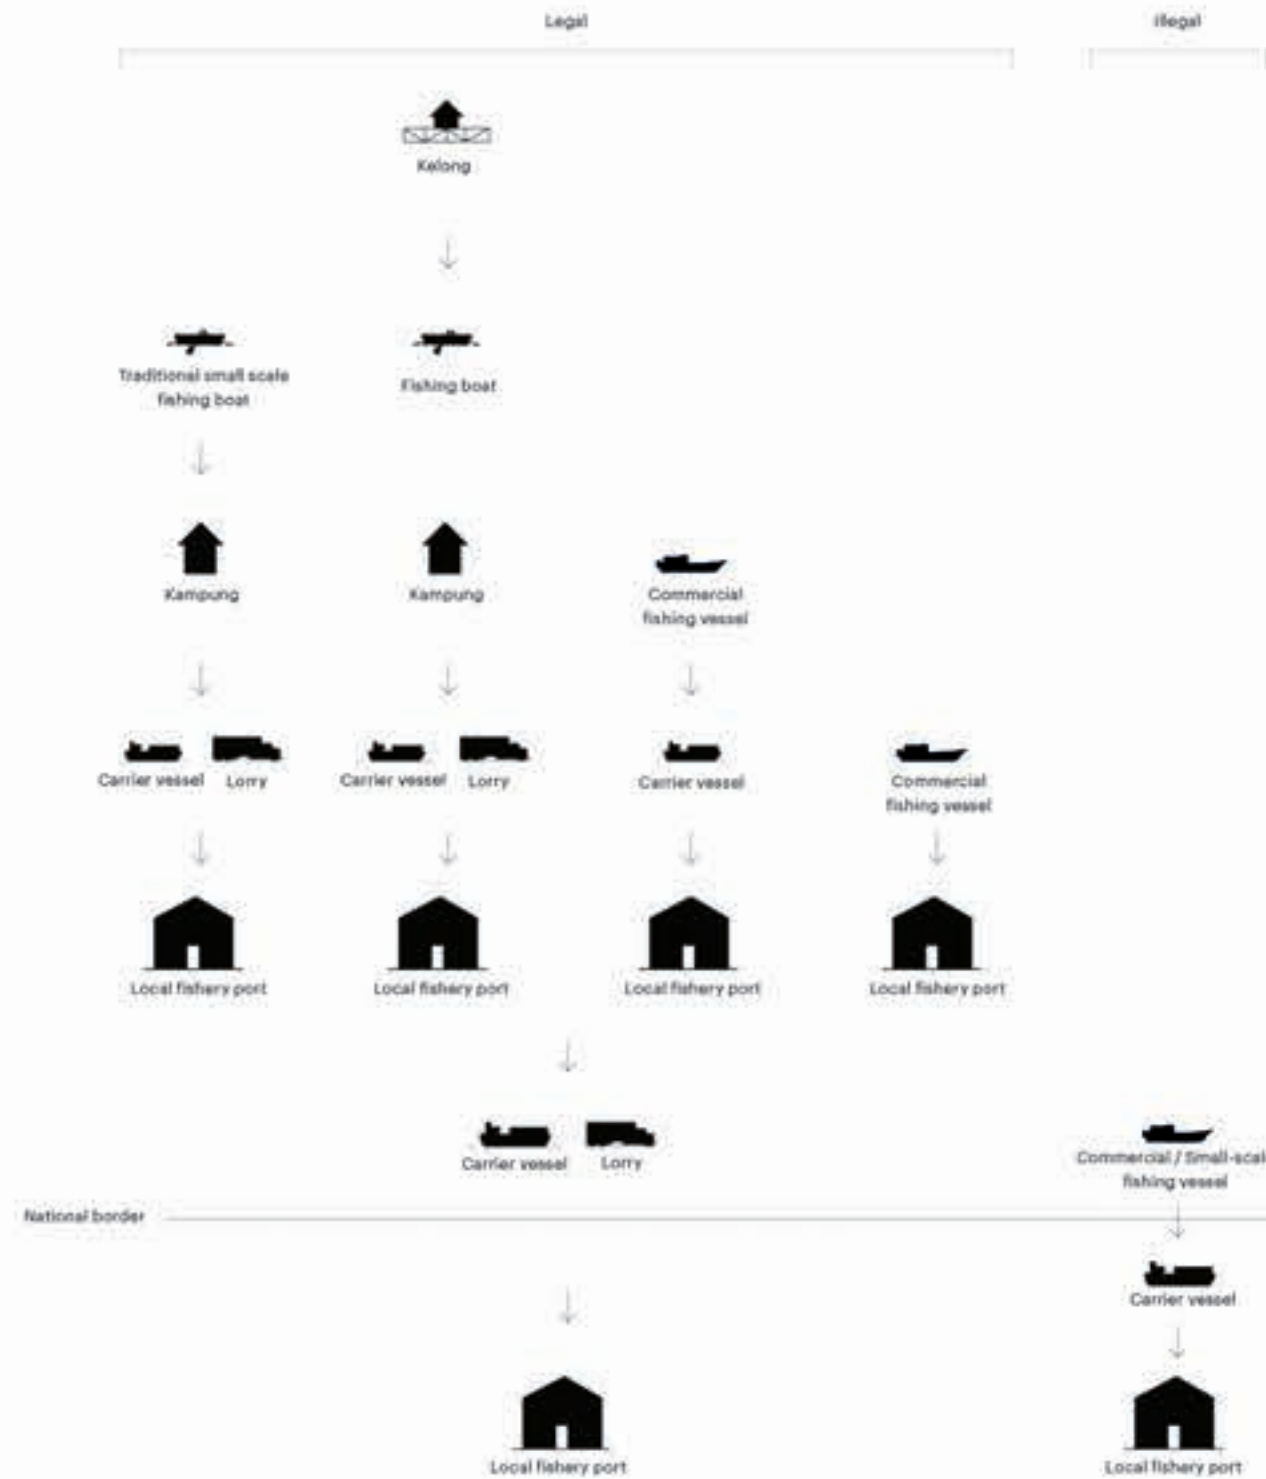 Legal
Illegal
Kelong
Traditional small scale
fishing boat
Fishing boat
Kampung
Kampung
Commercial
fishing vessel
Carrier vessel
Lorry
Carrier vessel
Lorry
Carrier vessel
Commercial
fishing vessel
Local fishery port
Local fishery port
Local fishery port
Local fishery port
Carrier vessel
Lorry
Commercial / Small-scale
fishing vessel
National border
Carrier vessel
Local fishery port
Local fishery port